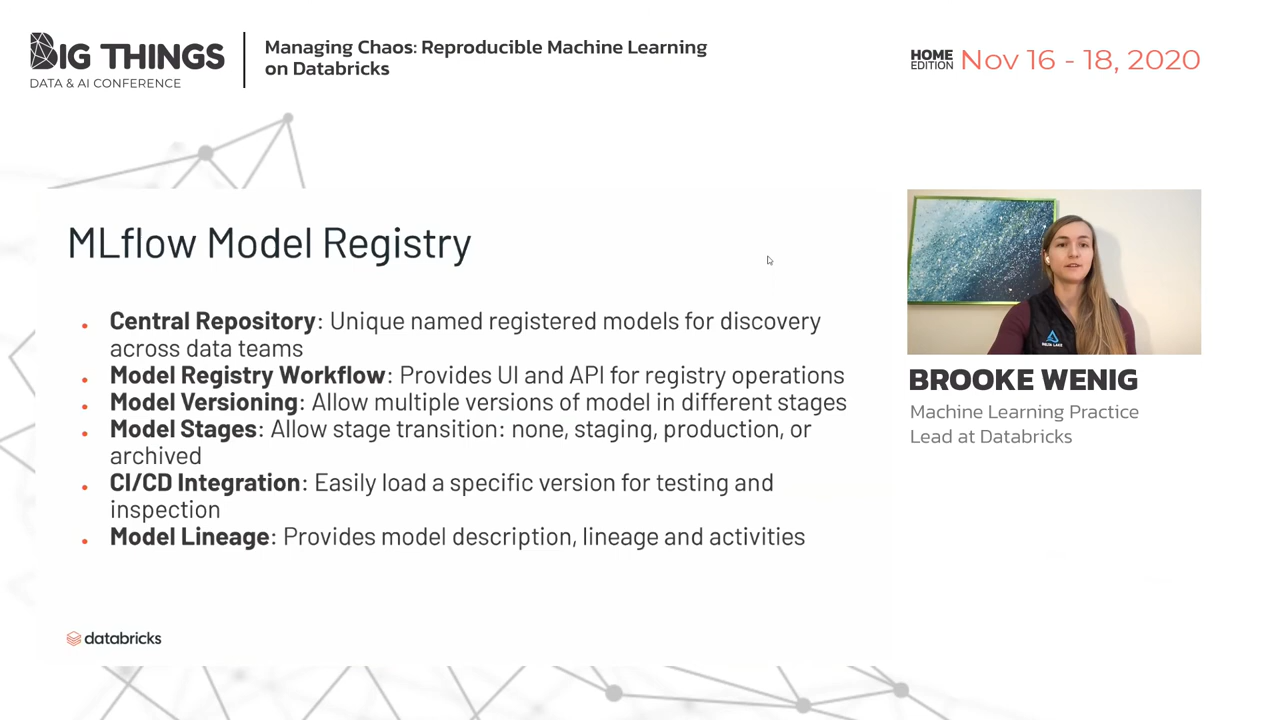 BIG THINGS
DATA & AI CONFERENCE
Managing Chaos: Reproducible Machine Learning
on Databricks
HOME
EDITION
Nov 16 - 18, 2020
MLflow Model Registry
Central Repository: Unique named registered models for discovery
across data teams
Model Registry Workflow: Provides UI and API for registry operations
Model Versioning: Allow multiple versions of model in different stages
Model Stages: Allow stage transition: none, staging, production, or
archived
CI/CD Integration: Easily load a specific version for testing and
inspection
Model Lineage: Provides model description, lineage and activities
databricks
DELTA LAKE
BROOKE WENIG
Machine Learning Practice
Lead at Databricks